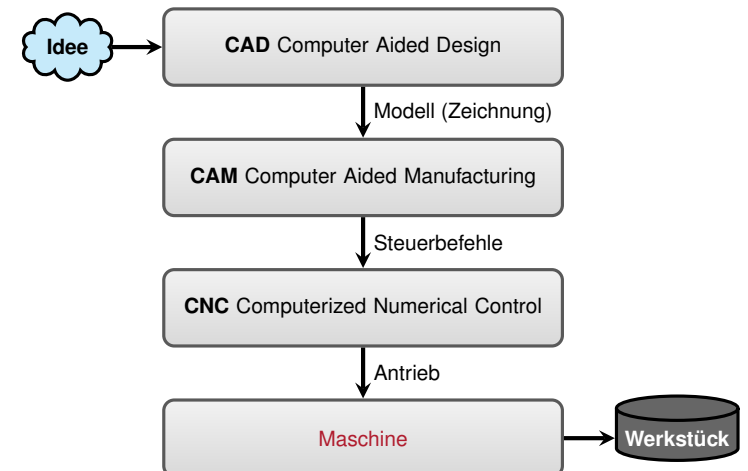 Idee
CAD Computer Aided Design
Modell (Zeichnung)
CAM Computer Aided Manufacturing
Steuerbefehle
CNC Computerized Numerical Control
Antrieb
Maschine
Werkstück